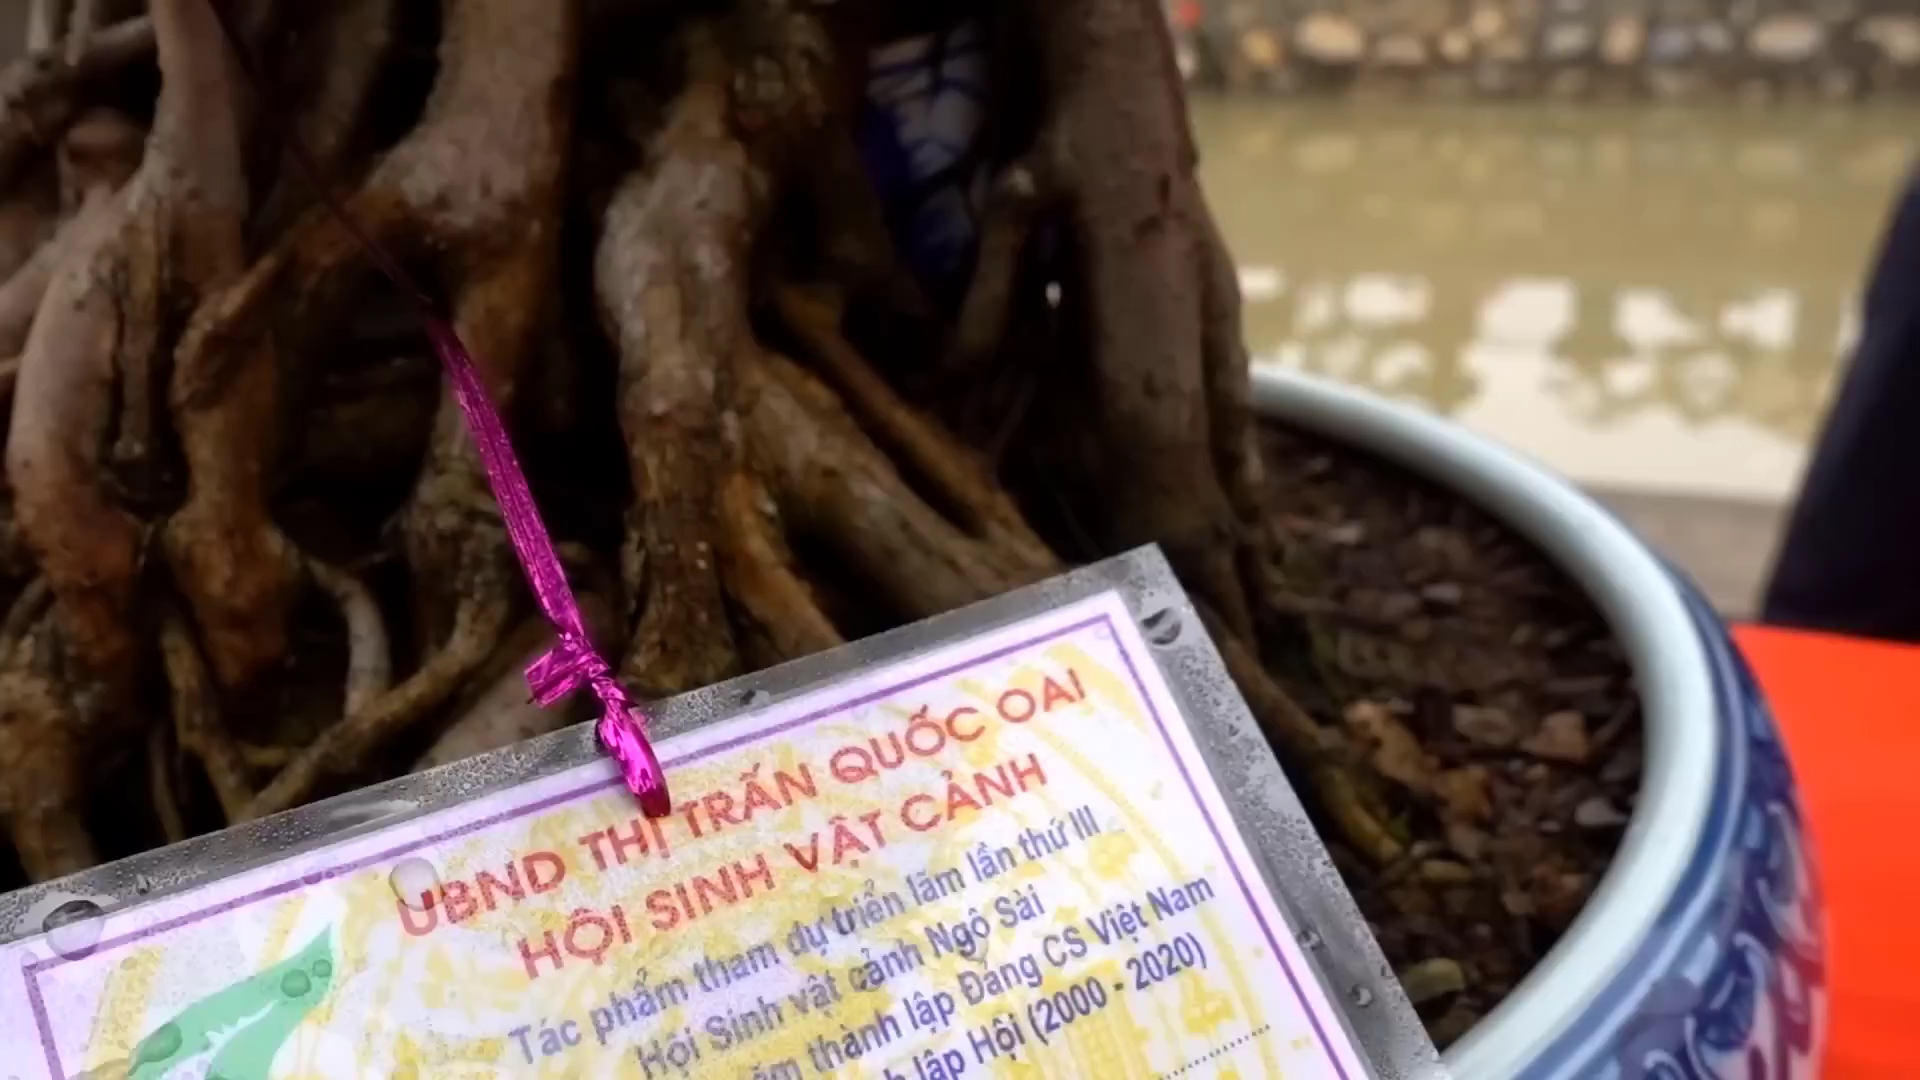 UBND THỊ TRẤN QUỐC OAI
HỘI SINH VẬT CẢNH
Tác phẩm tham dự triển lãm lần thứ III
Hội Sinh vật cảnh Ngô Sài
thành lập Đảng CS Việt Nam
lập Hội (2000 - 2020)